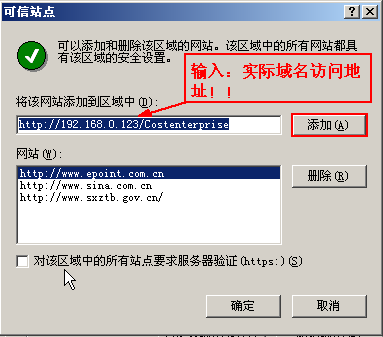 可信站点
可以添加和删除该区域的网站。该区域中的所有网站都具
有该区域的安全设置。
输入：实际域名访问地
址！！
将该网站添加到区域中(D):
http://192.168.0.123/Costenterprise
添加(A)
网站(W):
http://www.epoint.com.cn
http://www.sina.com.cn
http://www.sxztb.gov.cn/
删除(R)
对该区域中的所有站点要求服务器验证(https:)(S)
确定
取消